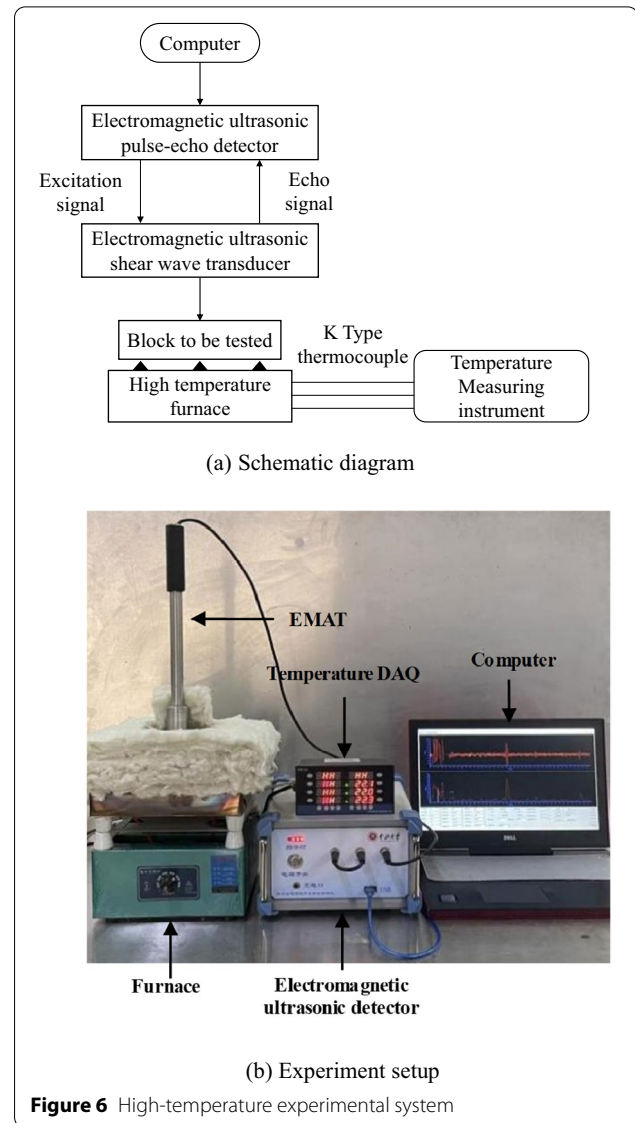 Computer
Electromagnetic ultrasonic
pulse-echo detector
Excitation
signal
Echo
signal
Electromagnetic ultrasonic
shear wave transducer
Block to be tested
K Type
thermocouple
High temperature
furnace
Temperature
Measuring
instrument
(a) Schematic diagram
EMAT
Temperature DAQ
Computer
DELL
Furnace
Electromagnetic
ultrasonic detector
(b) Experiment setup
Figure 6 High-temperature experimental system